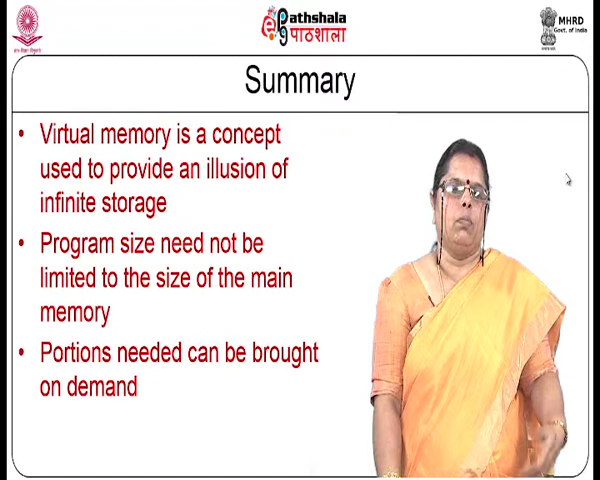 Pathshala
पाठशाला
MHRD
Govt. of India
Summary
• Virtual memory is a concept
used to provide an illusion of
infinite storage
• Program size need not be
limited to the size of the main
memory
• Portions needed can be brought
on demand